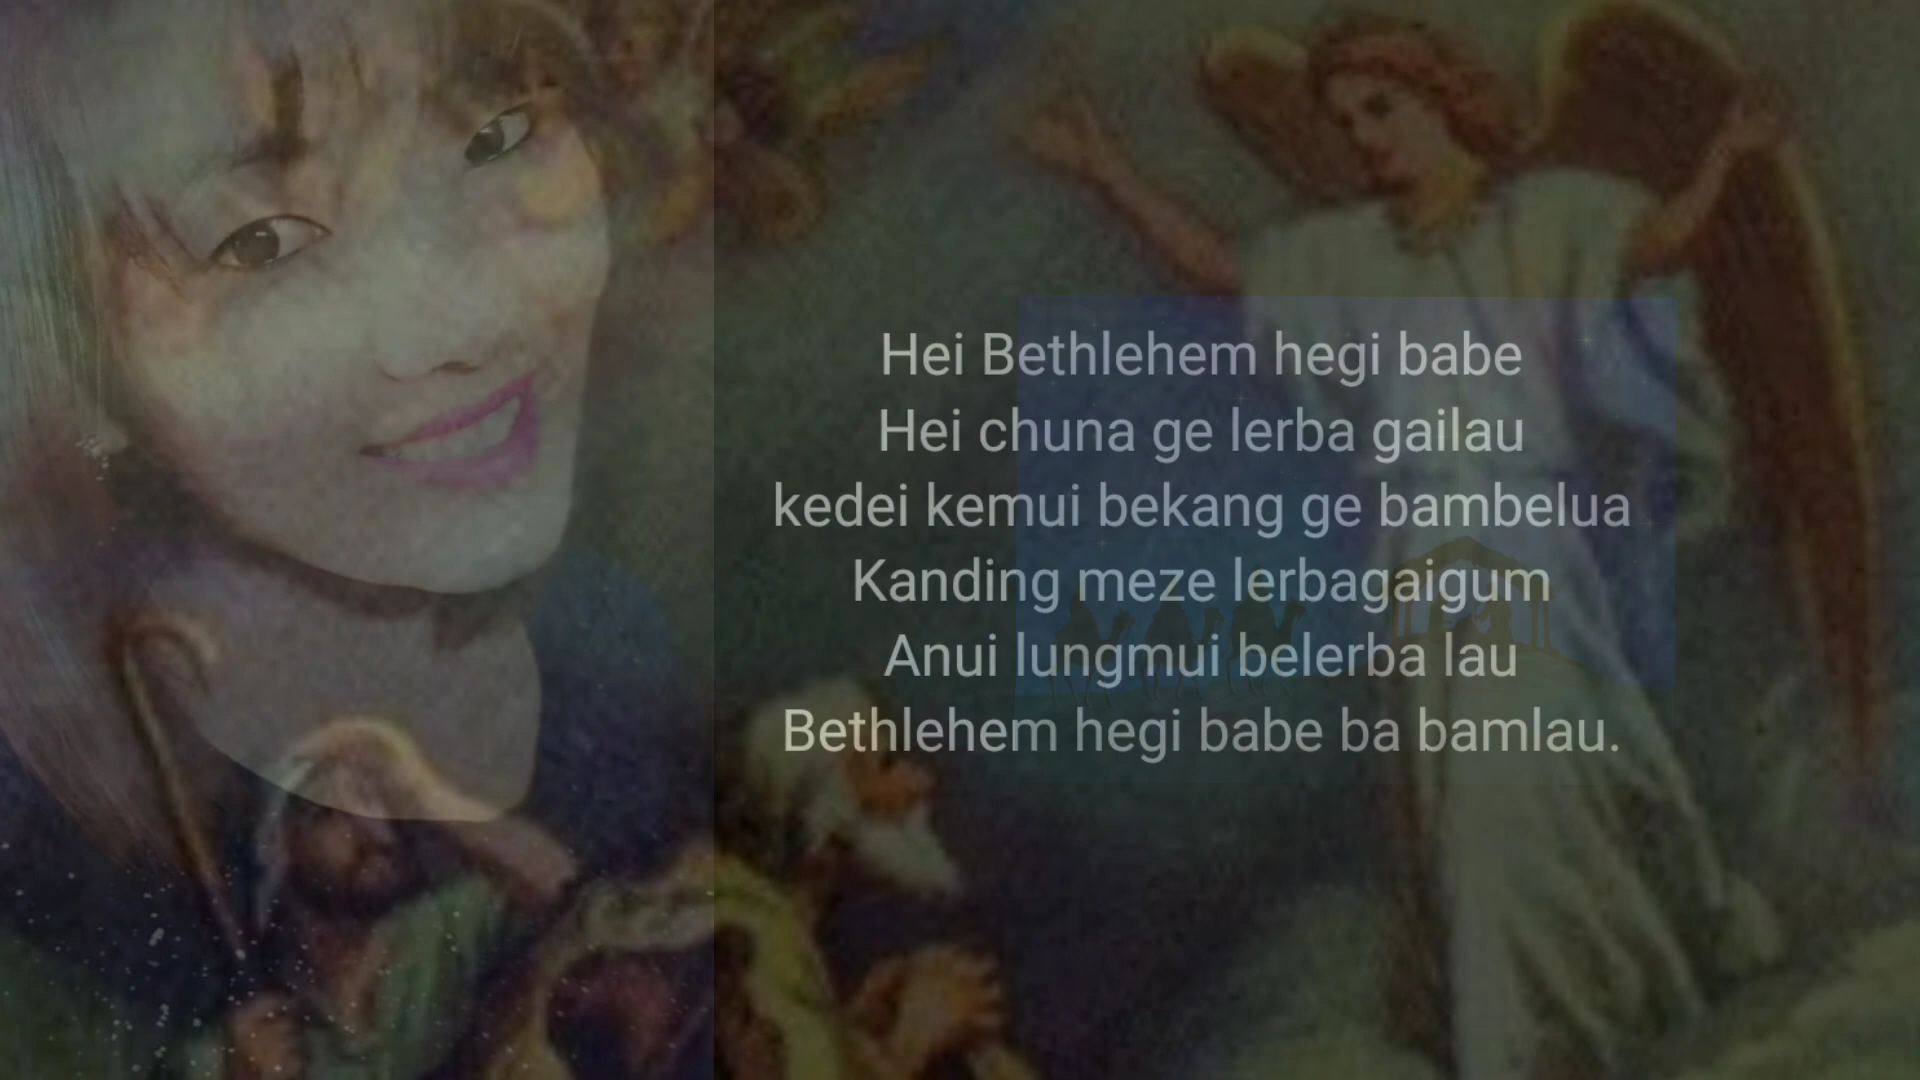 Hei Bethlehem hegi babe
Hei chuna ge lerba gailau
kedei kemui bekang ge bambelua
Kanding meze lerbagaigum
Anui lungmui belerba lau
Bethlehem hegi babe ba bamlau.